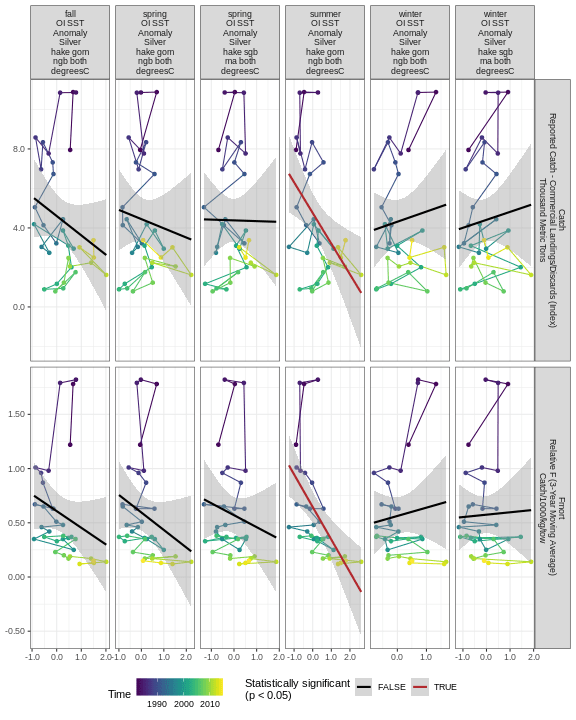 fall
OI SST
Anomaly
Silver
hake gom
ngb both
degreesC
spring
OI SST
Anomaly
Silver
hake gom
ngb both
degreesC
spring
OI SST
Anomaly
Silver
hake sgb
ma both
degreesC
summer
OI SST
Anomaly
Silver
hake gom
ngb both
degreesC
winter
OI SST
Anomaly
Silver
hake gom
ngb both
degreesC
winter
OI SST
Anomaly
Silver
hake sgb
ma both
degreesC
8.0
4.0
0.0
Catch
Reported Catch - Commercial Landings/Discards (Index)
Thousand Metric Tons
1.50
1.00
0.50
0.00
-0.50
Fmort
Relative F (3-Year Moving Average)
Catch/1000/kg/tow
-1.0 0.0 1.0 2.0
-1.0 0.0 1.0 2.0
-1.0 0.0 1.0 2.0
-1.0 0.0 1.0 2.0
0.0 1.0
-1.0 0.0 1.0 2.0
Time
1990 2000 2010
Statistically significant
(p < 0.05)
FALSE
TRUE